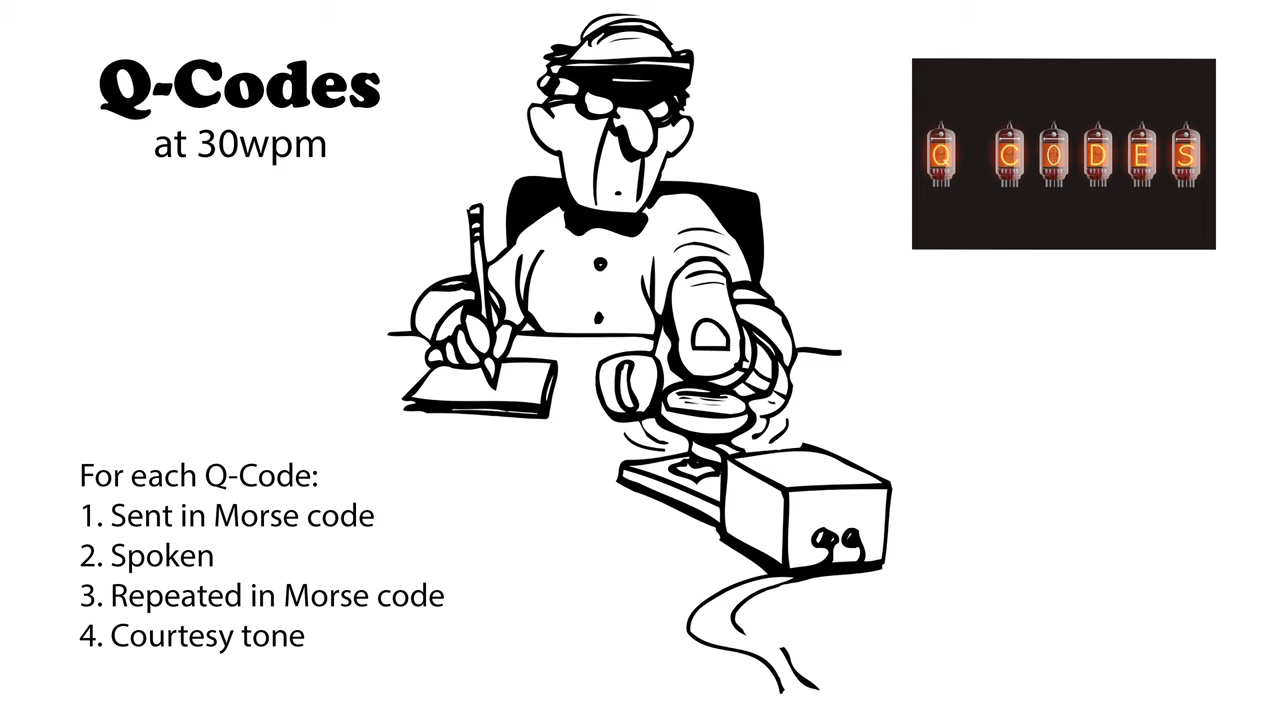 Q-Codes
at 30wpm
Q CODES
For each Q-Code:
1. Sent in Morse code
2. Spoken
3. Repeated in Morse code
4. Courtesy tone